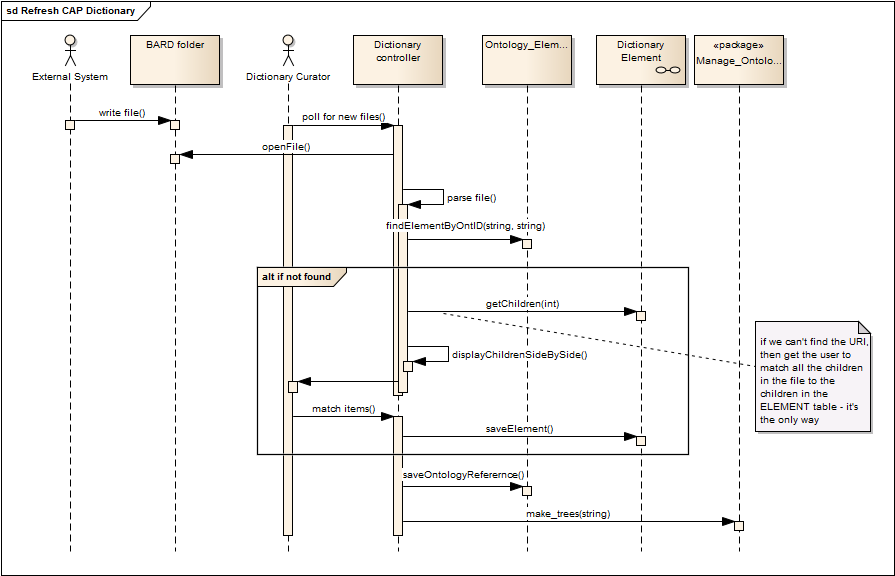 sd Refresh CAP Dictionary
External System
BARD folder
Dictionary Curator
Dictionary
controller
Ontology_Elem...
Dictionary
Element
«package»
Manage_Ontolo...
write file()
poll for new files()
openFile()
parse file()
findElementByOntID(string, string)
alt if not found
getChildren(int)
if we can't find the URI,
then get the user to
match all the children
in the file to the
children in the
ELEMENT table - it's
the only way
displayChildrenSideBySide()
match items()
saveElement()
saveOntologyReferernce()
make_trees(string)